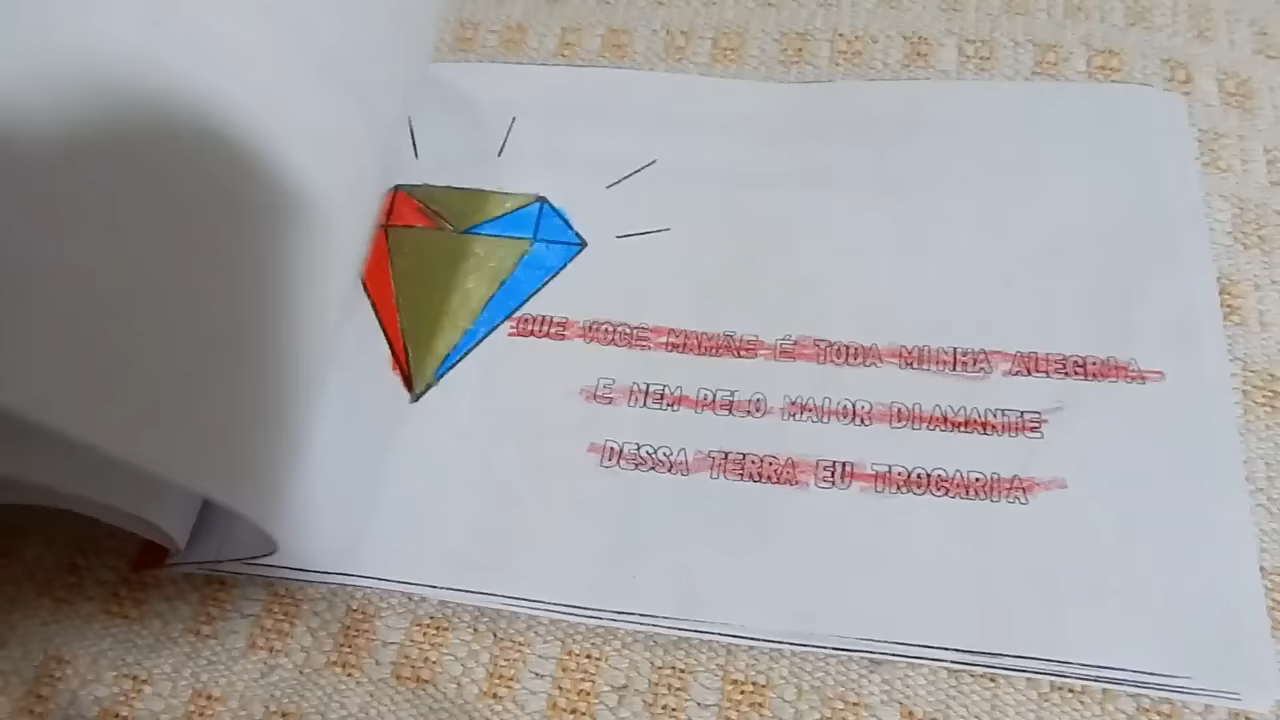 QUE VOCÊ MAMÃE É TODA MINHA ALEGRIA
E NEM PELO MAIOR DIAMANTE
DESSA TERRA EU TROCARIA